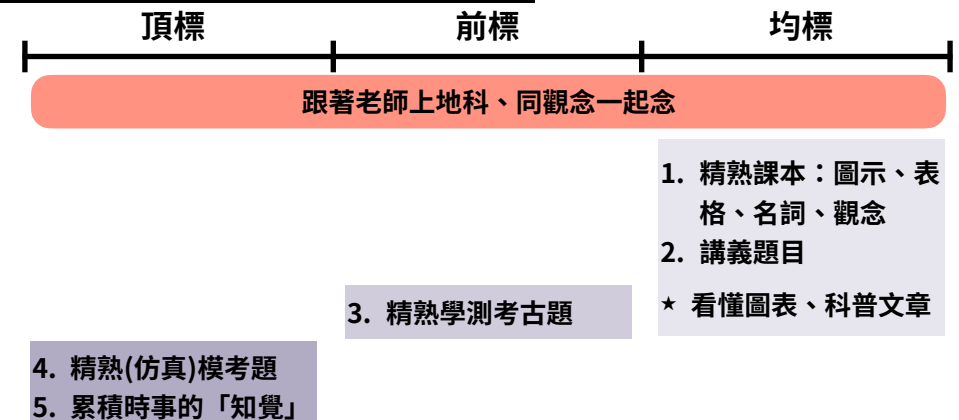 頂標
前標
均標
跟著老師上地科、同觀念一起念
1. 精熟課本：圖示、表
格、名詞、觀念
2. 講義題目
★ 看懂圖表、科普文章
3. 精熟學測考古題
4. 精熟(仿真)模考題
5. 累積時事的「知覺」